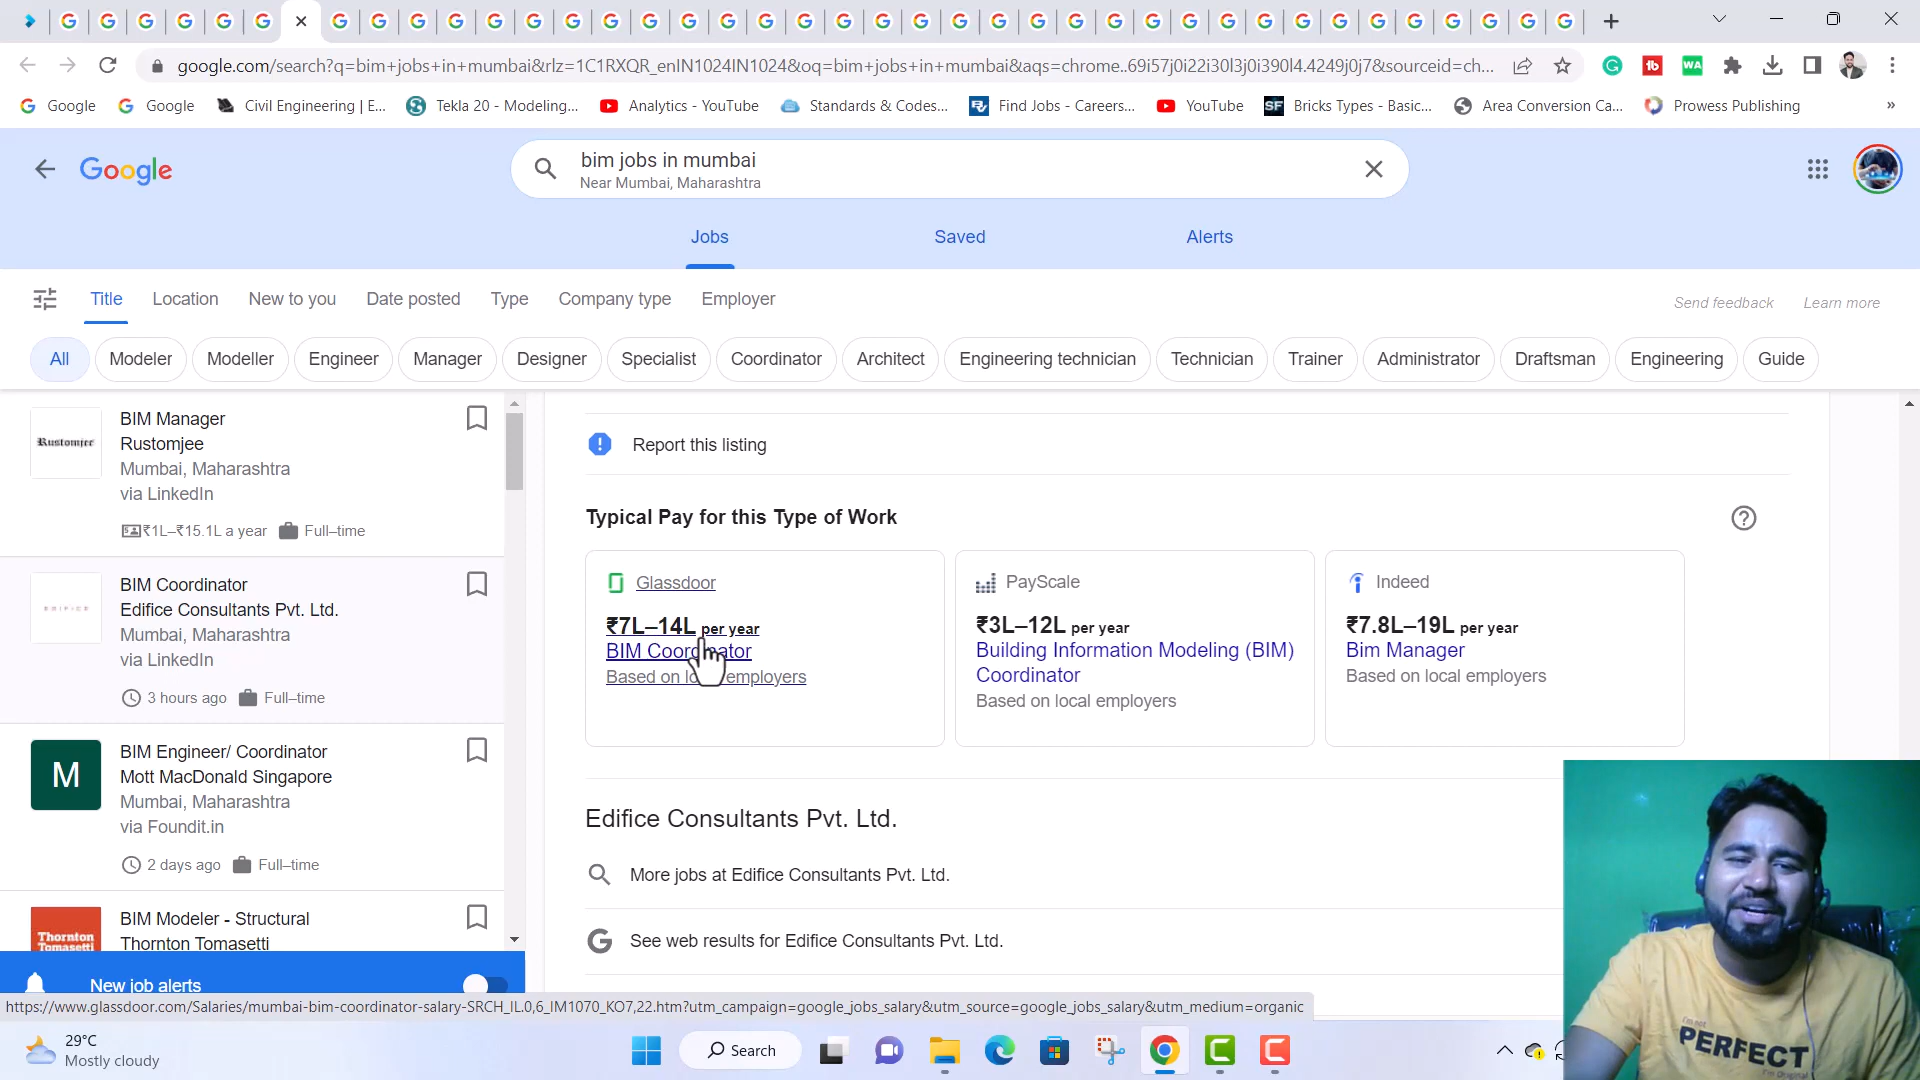 google.com/search?q=bim+jobs+in+mumbai&rlz=1C1RXQR_enIN1024IN1024&oq=bim+jobs+in+mumbai&aqs=chrome..69i57j0i22i30l3j0i390l4.4249j0j7&sourceid=ch...
Google
Google
Civil Engineering | E...
Tekla 20 - Modeling...
Analytics - YouTube
Standards & Codes...
Find Jobs - Careers...
YouTube
Bricks Types - Basic...
Area Conversion Ca...
Prowess Publishing
»
Google
bim jobs in mumbai
Near Mumbai, Maharashtra
Jobs
Saved
Alerts
Title
Location
New to you
Date posted
Type
Company type
Employer
Send feedback
Learn more
All
Modeler
Modeller
Engineer
Manager
Designer
Specialist
Coordinator
Architect
Engineering technician
Technician
Trainer
Administrator
Draftsman
Engineering
Guide
Rustomjee
BIM Manager
Rustomjee
Mumbai, Maharashtra
via LinkedIn
₹1L–₹15.1L a year
Full–time
EDIFICE
BIM Coordinator
Edifice Consultants Pvt. Ltd.
Mumbai, Maharashtra
via LinkedIn
3 hours ago
Full–time
M
BIM Engineer/ Coordinator
Mott MacDonald Singapore
Mumbai, Maharashtra
via Foundit.in
2 days ago
Full–time
Thornton
Tomasetti
BIM Modeler - Structural
Thornton Tomasetti
New job alerts
Report this listing
Typical Pay for this Type of Work
Glassdoor
₹7L–14L per year
BIM Coordinator
Based on local employers
PayScale
₹3L–12L per year
Building Information Modeling (BIM)
Coordinator
Based on local employers
Indeed
₹7.8L–19L per year
Bim Manager
Based on local employers
Edifice Consultants Pvt. Ltd.
More jobs at Edifice Consultants Pvt. Ltd.
See web results for Edifice Consultants Pvt. Ltd.
https://www.glassdoor.com/Salaries/mumbai-bim-coordinator-salary-SRCH_IL.0,6_IM1070_KO7,22.htm?utm_campaign=google_jobs_salary&utm_source=google_jobs_salary&utm_medium=organic
29°C
Mostly cloudy
Search
I'm not
PERFECT